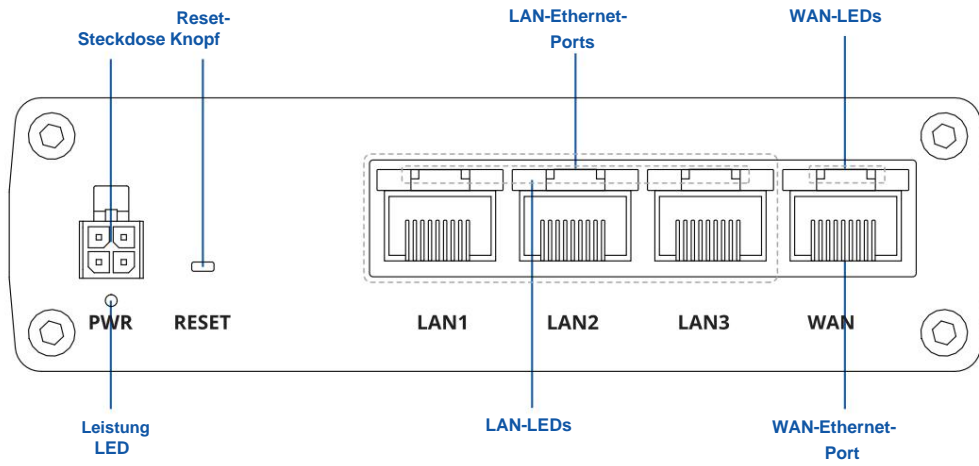 Reset-
Steckdose Knopf
LAN-Ethernet-
Ports
WAN-LEDs
PWR
RESET
LAN1
LAN2
LAN3
WAN
Leistung
LED
LAN-LEDs
WAN-Ethernet-
Port